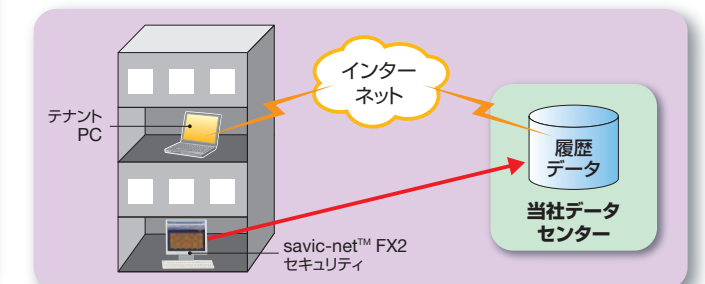 インター
ネット
テナント
PC
履歴
データ
当社データ
センター
savic-net™ FX2
セキュリティ